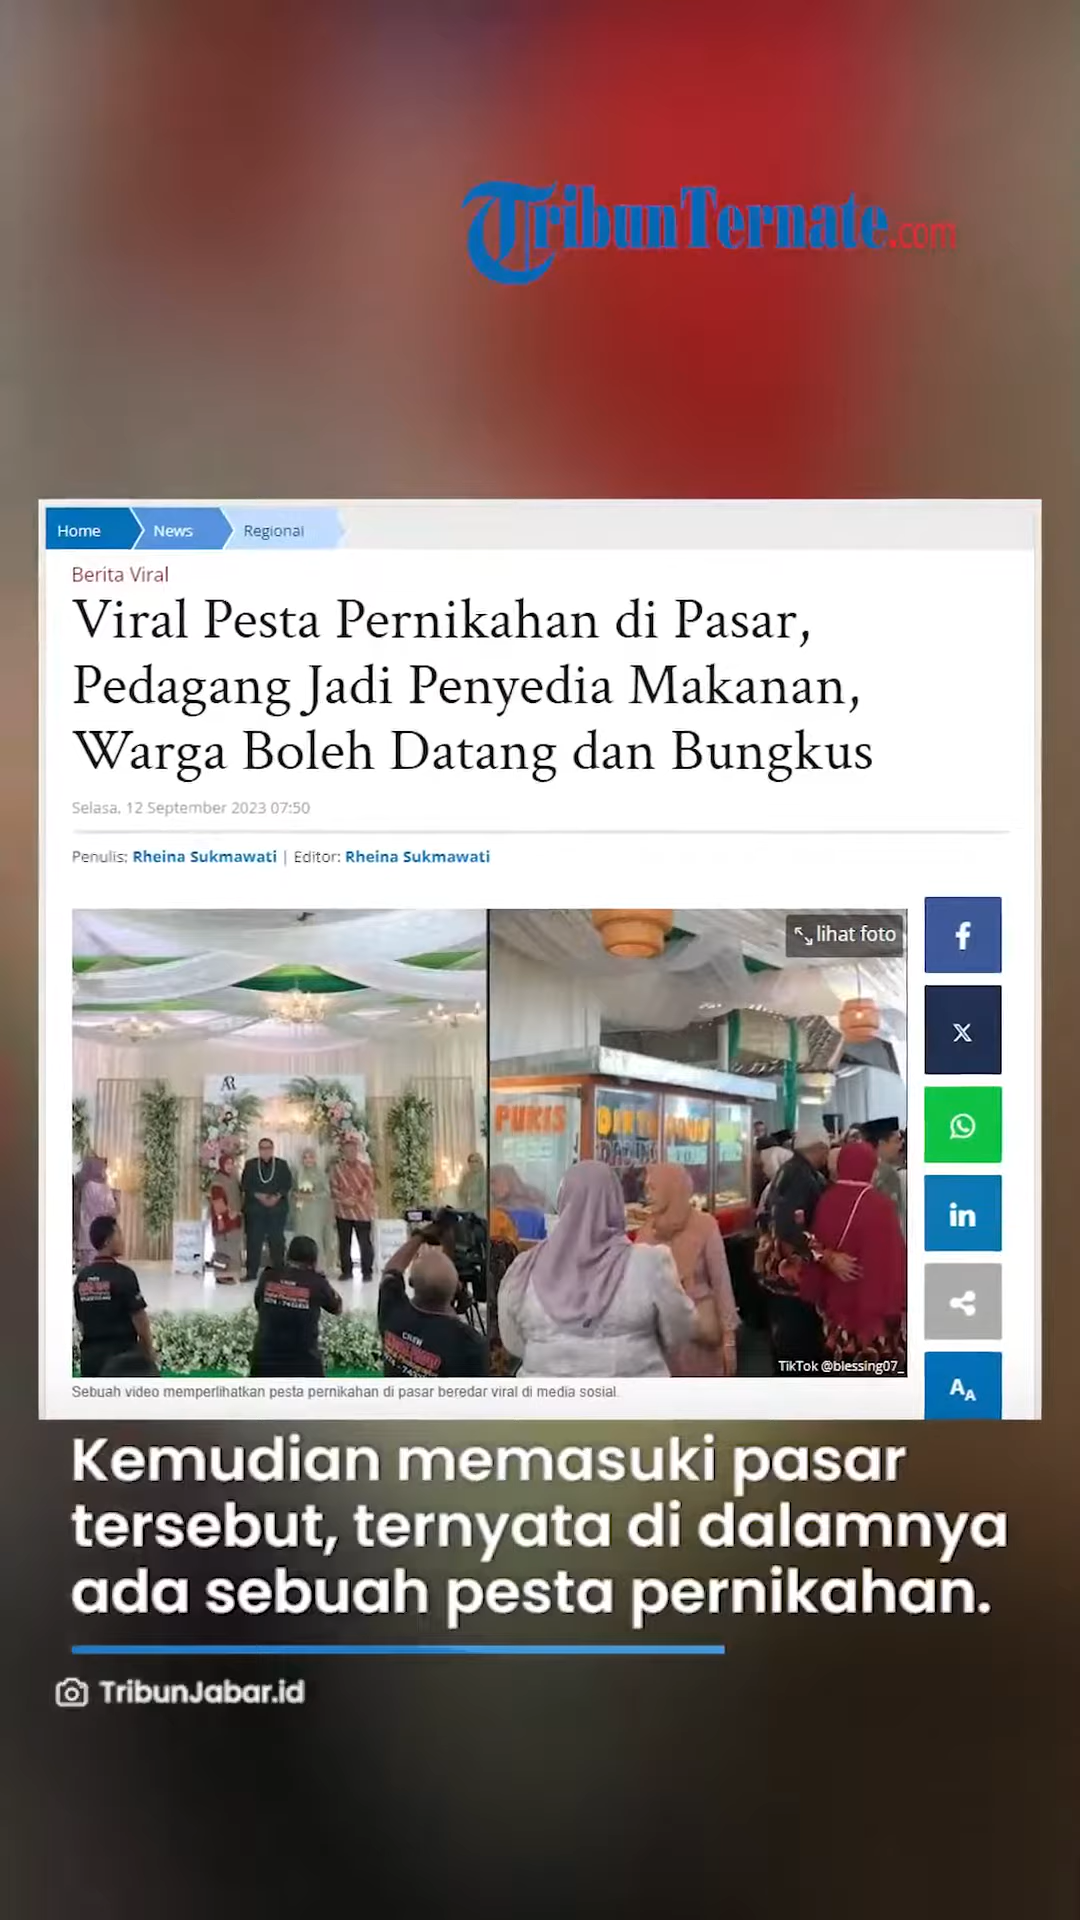 TribunTernate.com
Home News Regional
Berita Viral
Viral Pesta Pernikahan di Pasar,
Pedagang Jadi Penyedia Makanan,
Warga Boleh Datang dan Bungkus
Selasa, 12 September 2023 07:50
Penulis: Rheina Sukmawati | Editor: Rheina Sukmawati
lihat foto
AR
PUKIS
TikTok @blessing07_
Sebuah video memperlihatkan pesta pernikahan di pasar beredar viral di media sosial.
Kemudian memasuki pasar
tersebut, ternyata di dalamnya
ada sebuah pesta pernikahan.
TribunJabar.id